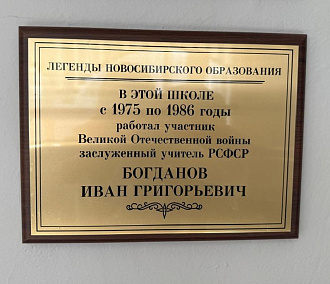 ЛЕГЕНДЫ НОВОСИБИРСКОГО ОБРАЗОВАНИЯ
В ЭТОЙ ШКОЛЕ
с 1975 по 1986 годы
работал участник
Великой Отечественной войны
заслуженный учитель РСФСР
БОГДАНОВ
ИВАН ГРИГОРЬЕВИЧ